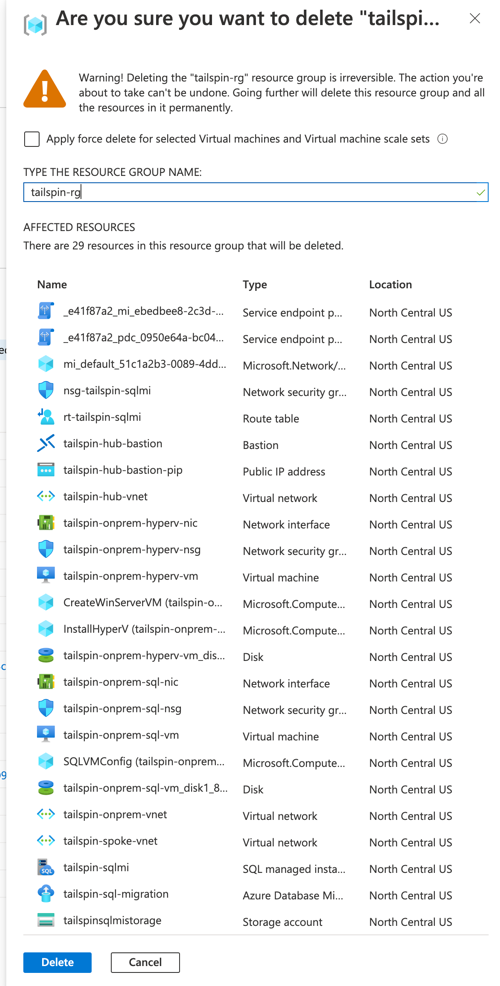 Are you sure you want to delete "tailspi...
Warning! Deleting the "tailspin-rg" resource group is irreversible. The action you're
about to take can't be undone. Going further will delete this resource group and all
the resources in it permanently.
Apply force delete for selected Virtual machines and Virtual machine scale sets
TYPE THE RESOURCE GROUP NAME:
tailspin-rg
AFFECTED RESOURCES
There are 29 resources in this resource group that will be deleted.
Name Type Location
_e41f87a2_mi_ebedbee8-2c3d-... Service endpoint p... North Central US
_e41f87a2_pdc_0950e64a-bc04... Service endpoint p... North Central US
mi_default_51c1a2b3-0089-4dd... Microsoft.Network/... North Central US
nsg-tailspin-sqlmi Network security gr... North Central US
rt-tailspin-sqlmi Route table North Central US
tailspin-hub-bastion Bastion North Central US
tailspin-hub-bastion-pip Public IP address North Central US
tailspin-hub-vnet Virtual network North Central US
tailspin-onprem-hyperv-nic Network interface North Central US
tailspin-onprem-hyperv-nsg Network security gr... North Central US
tailspin-onprem-hyperv-vm Virtual machine North Central US
CreateWinServerVM (tailspin-o... Microsoft.Compute... North Central US
InstallHyperV (tailspin-onprem-... Microsoft.Compute... North Central US
tailspin-onprem-hyperv-vm_dis... Disk North Central US
tailspin-onprem-sql-nic Network interface North Central US
tailspin-onprem-sql-nsg Network security gr... North Central US
tailspin-onprem-sql-vm Virtual machine North Central US
SQLVMConfig (tailspin-onprem... Microsoft.Compute... North Central US
tailspin-onprem-sql-vm_disk1_8... Disk North Central US
tailspin-onprem-vnet Virtual network North Central US
tailspin-spoke-vnet Virtual network North Central US
tailspin-sqlmi SQL managed insta... North Central US
tailspin-sql-migration Azure Database Mi... North Central US
tailspinsqlmistorage Storage account North Central US
Delete Cancel